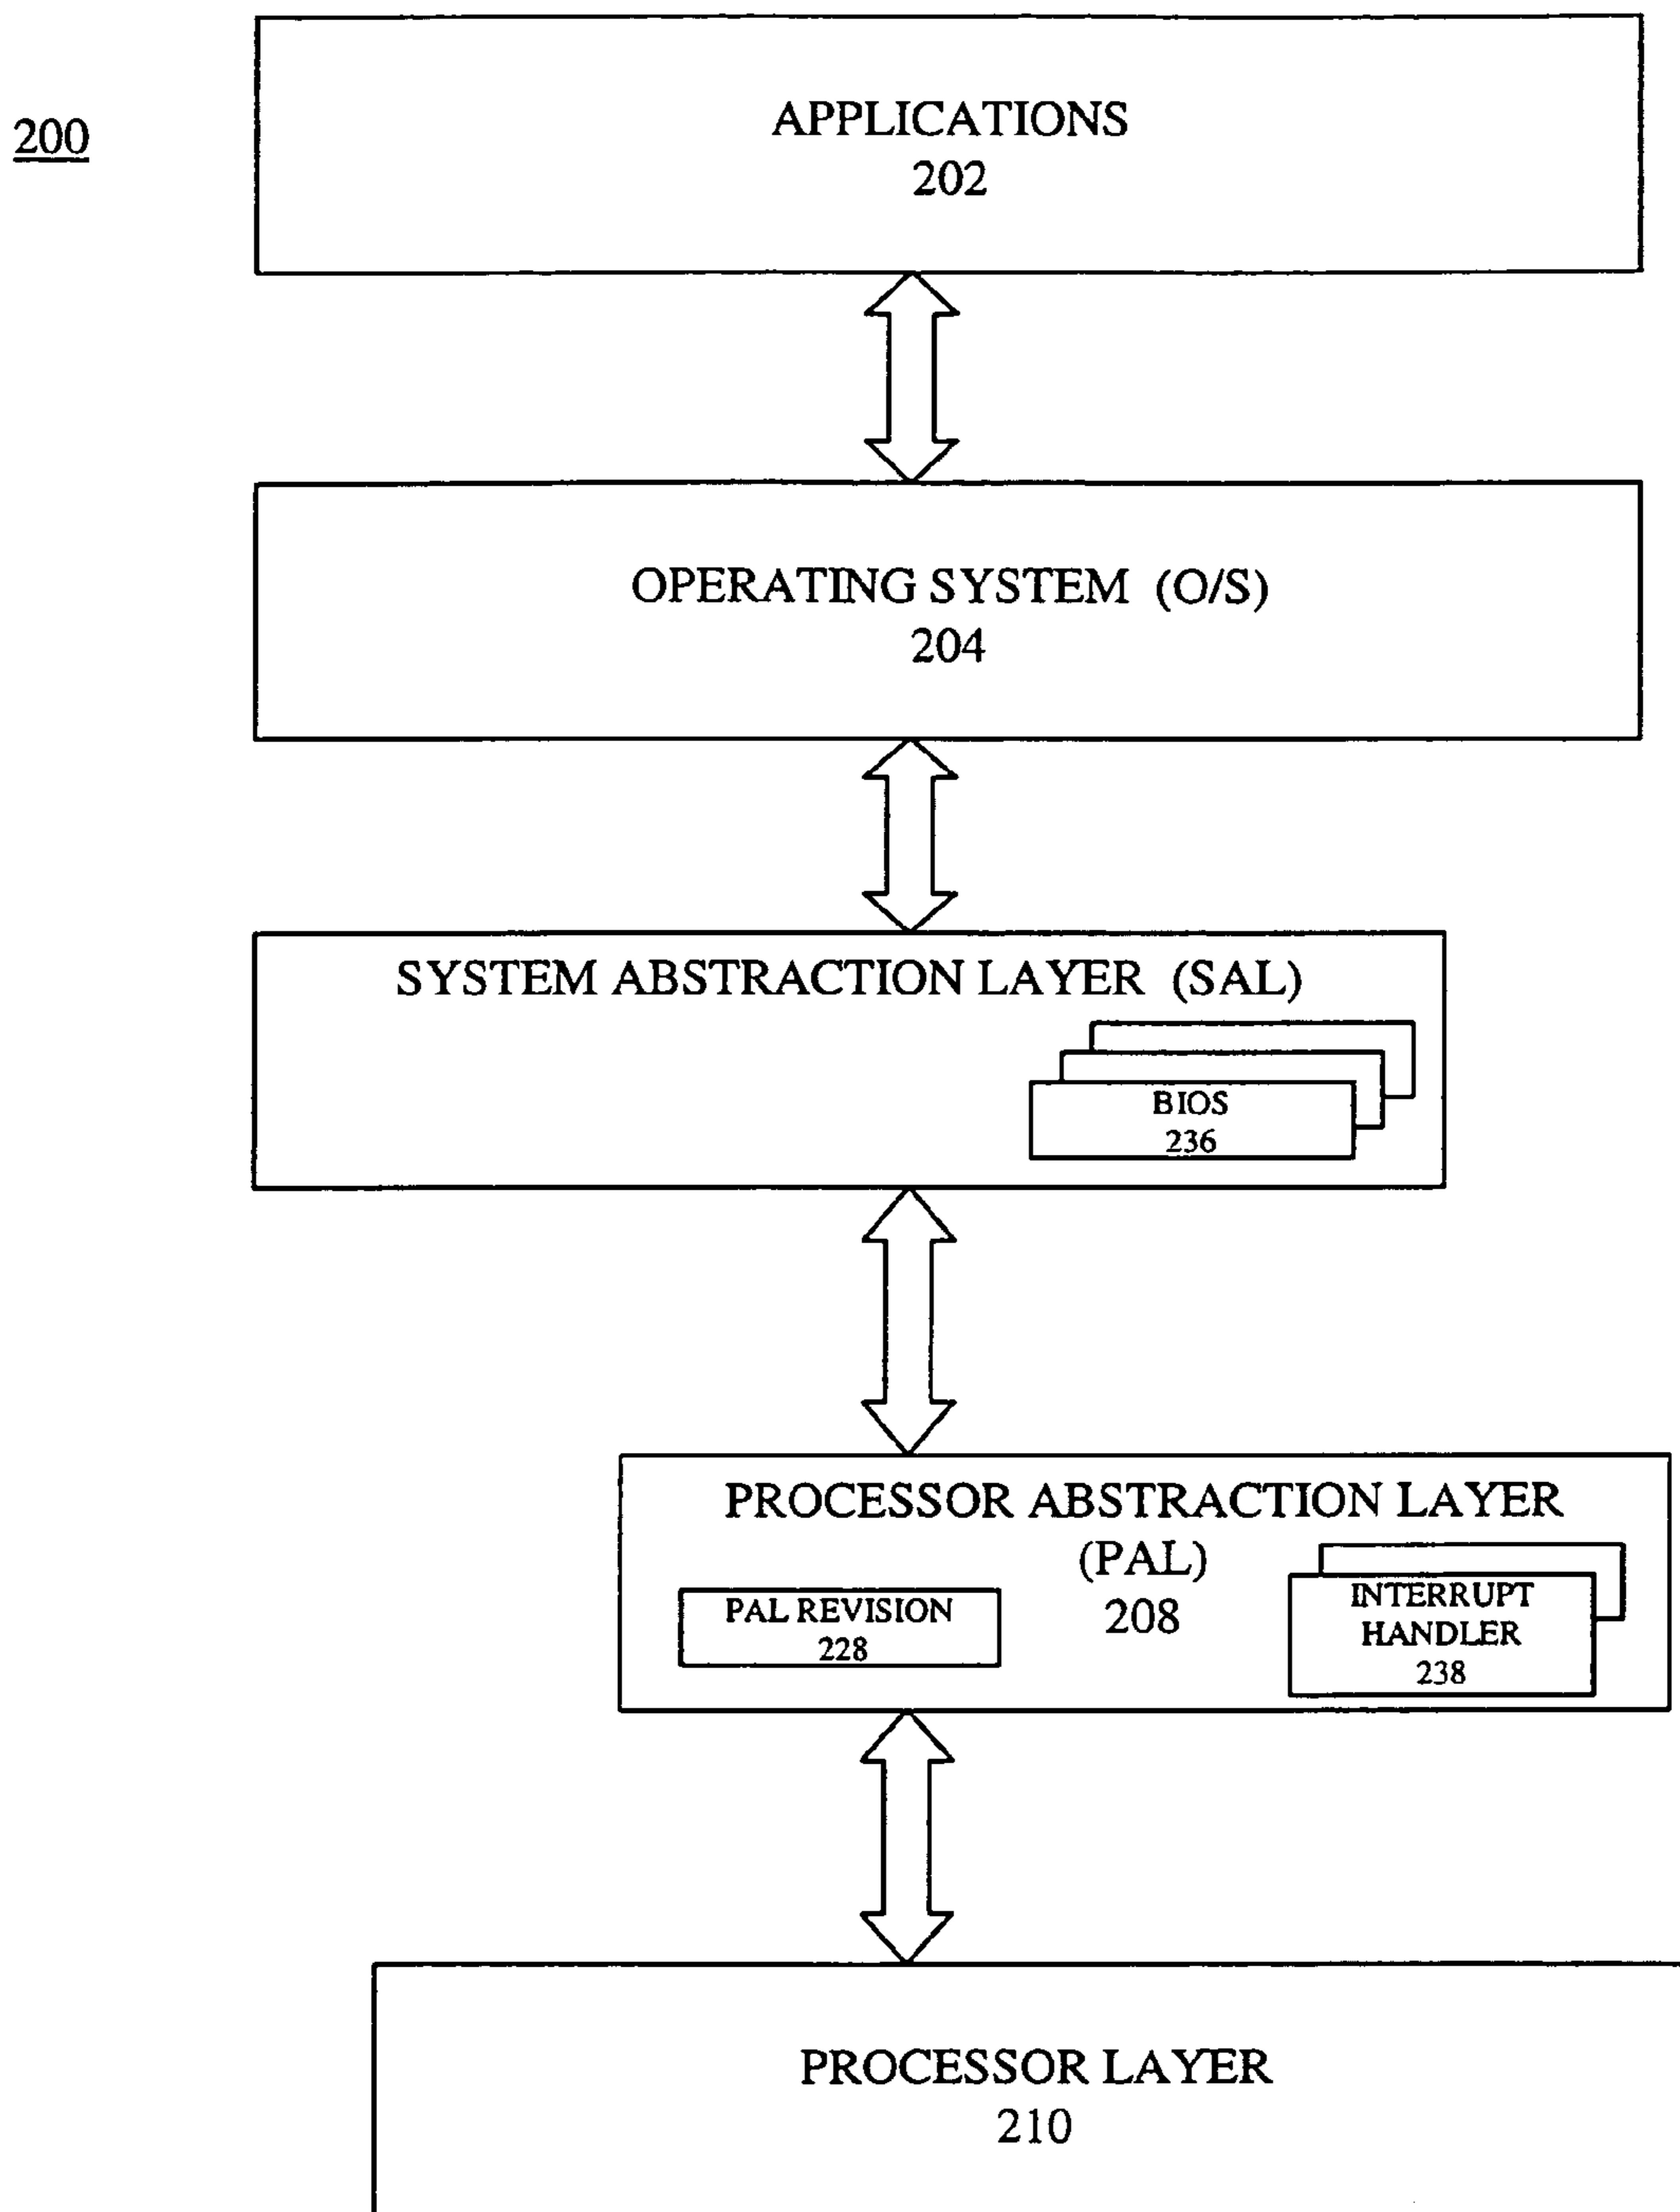 200
APPLICATIONS
202
OPERATING SYSTEM (O/S)
204
SYSTEM ABSTRACTION LAYER (SAL)
BIOS
236
PROCESSOR ABSTRACTION LAYER
(PAL)
208
PAL REVISION
228
INTERRUPT
HANDLER
238
PROCESSOR LAYER
210